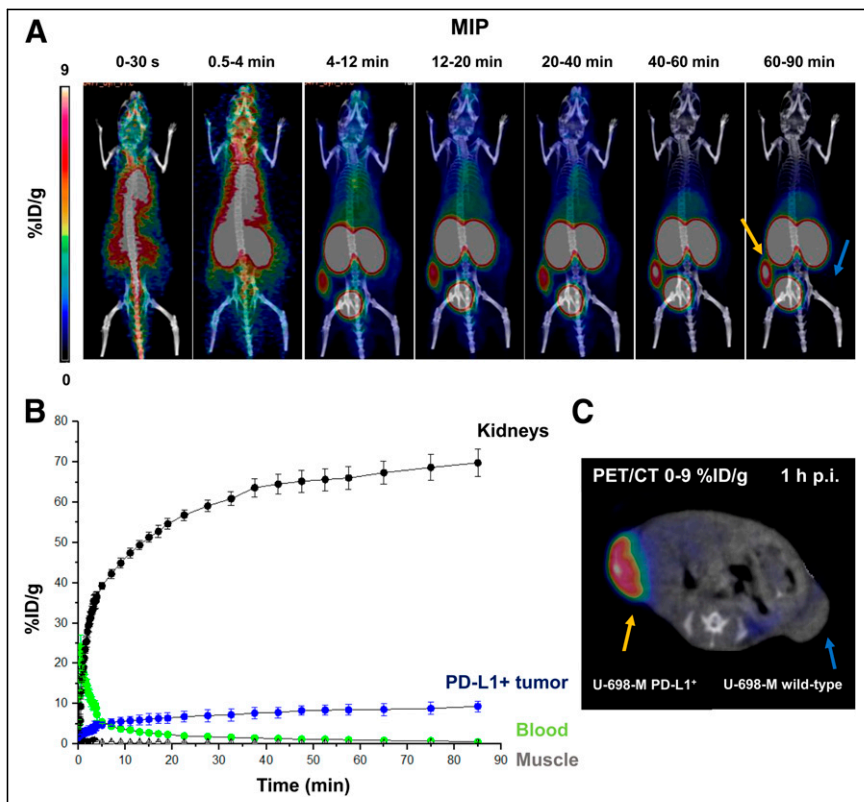 A
MIP
0-30 s 0.5-4 min 4-12 min 12-20 min 20-40 min 40-60 min 60-90 min
9
%ID/g
0
B
80
70
60
50
40
30
20
10
0
%ID/g
Kidneys
PD-L1+ tumor
Blood
Muscle
0 10 20 30 40 50 60 70 80 90
Time (min)
C
PET/CT 0-9 %ID/g 1 h p.i.
U-698-M PD-L1⁺ U-698-M wild-type